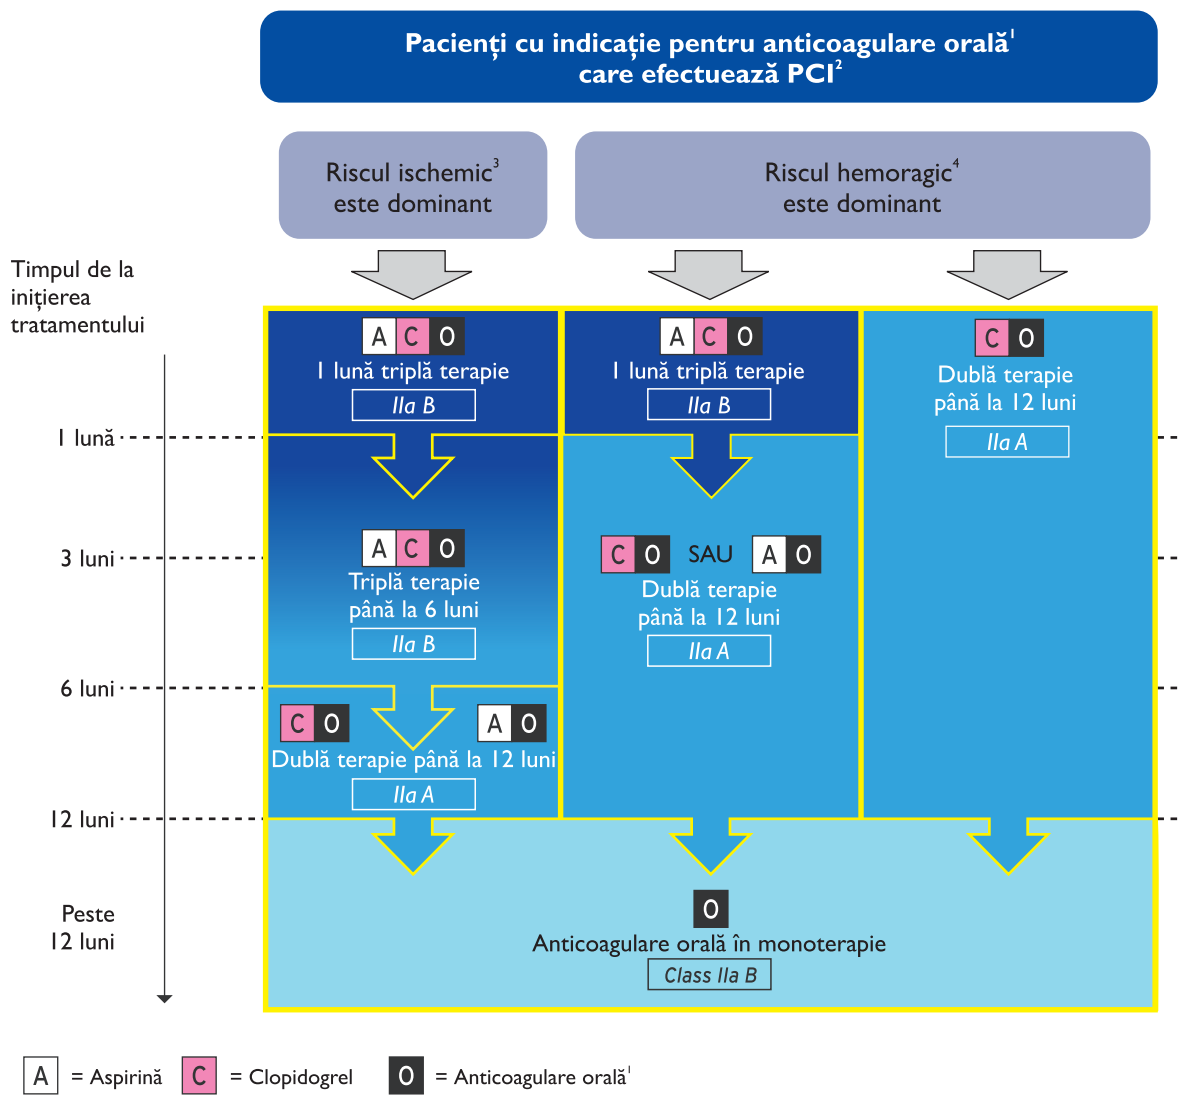 Pacienți cu indicație pentru anticoagulare orală¹
care efectuează PCI²
Riscul ischemic³
este dominant
Riscul hemoragic⁴
este dominant
Timpul de la
inițierea
tratamentului
A C O
1 lună triplă terapie
IIa B
A C O
1 lună triplă terapie
IIa B
C O
Dublă terapie
până la 12 luni
IIa A
1 lună
3 luni
A C O
Triplă terapie
până la 6 luni
IIa B
C O SAU A O
Dublă terapie
până la 12 luni
IIa A
6 luni
C O A O
Dublă terapie până la 12 luni
IIa A
12 luni
Peste
12 luni
O
Anticoagulare orală în monoterapie
Class IIa B
A = Aspirină C = Clopidogrel O = Anticoagulare orală¹